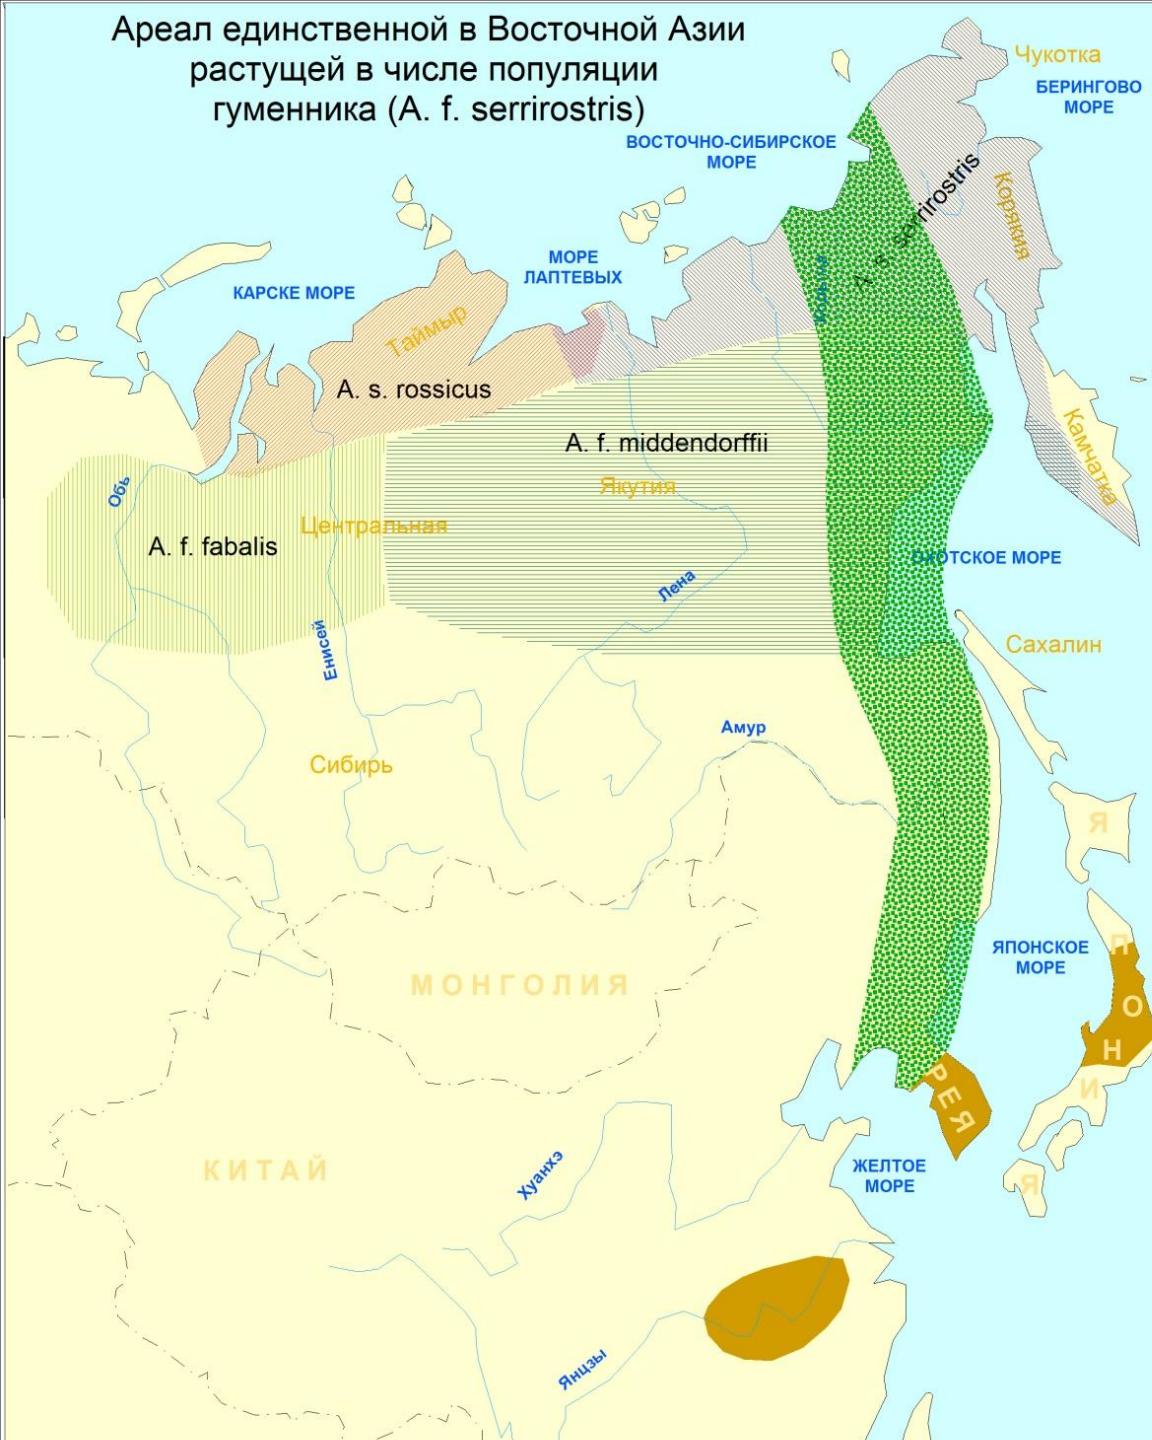 Ареал единственной в Восточной Азии
растущей в числе популяции
гуменника (A. f. serrirostris)
Чукотка
БЕРИНГОВО
МОРЕ
ВОСТОЧНО-СИБИРСКОЕ
МОРЕ
A. s. serrirostris
Корякия
МОРЕ
ЛАПТЕВЫХ
КАРСКЕ МОРЕ
Колыма
Таймыр
A. s. rossicus
A. f. middendorffii
Камчатка
Якутия
Обь
Центральная
A. f. fabalis
ОХОТСКОЕ МОРЕ
Лена
Енисей
Сахалин
Амур
Сибирь
ЯПОНСКОЕ
МОРЕ
ЯПОНИЯ
МОНГОЛИЯ
РЕЯ
КИТАЙ
Хуанхэ
ЖЕЛТОЕ
МОРЕ
Янцзы